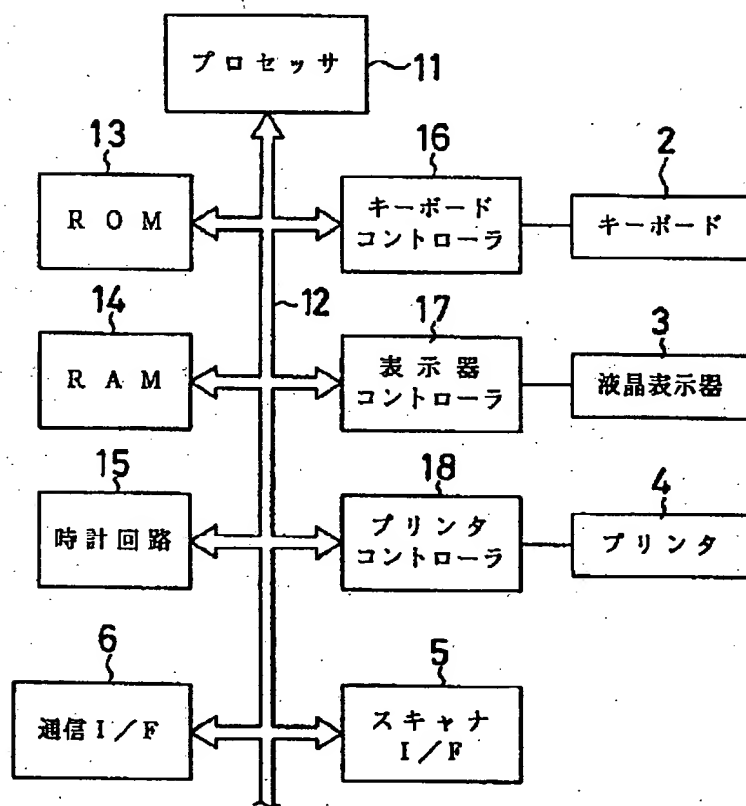 プロセッサ
11
13
ROM
16
キーボード
コントローラ
2
キーボード
12
14
RAM
17
表示器
コントローラ
3
液晶表示器
15
時計回路
18
プリンタ
コントローラ
4
プリンタ
6
通信I/F
5
スキャナ
I/F